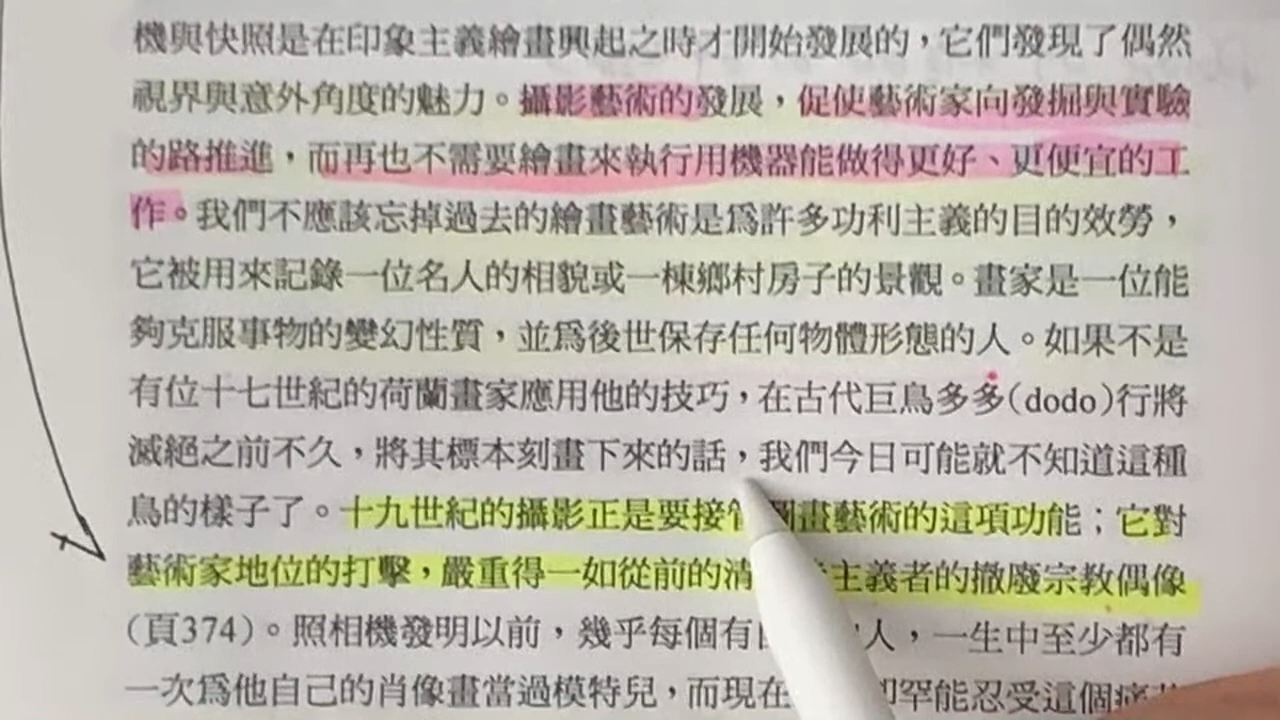 機與快照是在印象主義繪畫興起之時才開始發展的，它們發現了偶然
視界與意外角度的魅力。攝影藝術的發展，促使藝術家向發掘與實驗
的路推進，而再也不需要繪畫來執行用機器能做得更好、更便宜的工
作。我們不應該忘掉過去的繪畫藝術是爲許多功利主義的目的效勞，
它被用來記錄一位名人的相貌或一棟鄉村房子的景觀。畫家是一位能
夠克服事物的變幻性質，並爲後世保存任何物體形態的人。如果不是
有位十七世紀的荷蘭畫家應用他的技巧，在古代巨鳥多多（dodo）行將
滅絕之前不久，將其標本刻畫下來的話，我們今日可能就不知道這種
鳥的樣子了。十九世紀的攝影正是要接 畫藝術的這項功能；它對
藝術家地位的打擊，嚴重得一如從前的清 主義者的撤廢宗教偶像
（頁374）。照相機發明以前，幾乎每個有 人，一生中至少都有
一次爲他自己的肖像畫當過模特兒，而現在 罕能忍受這個